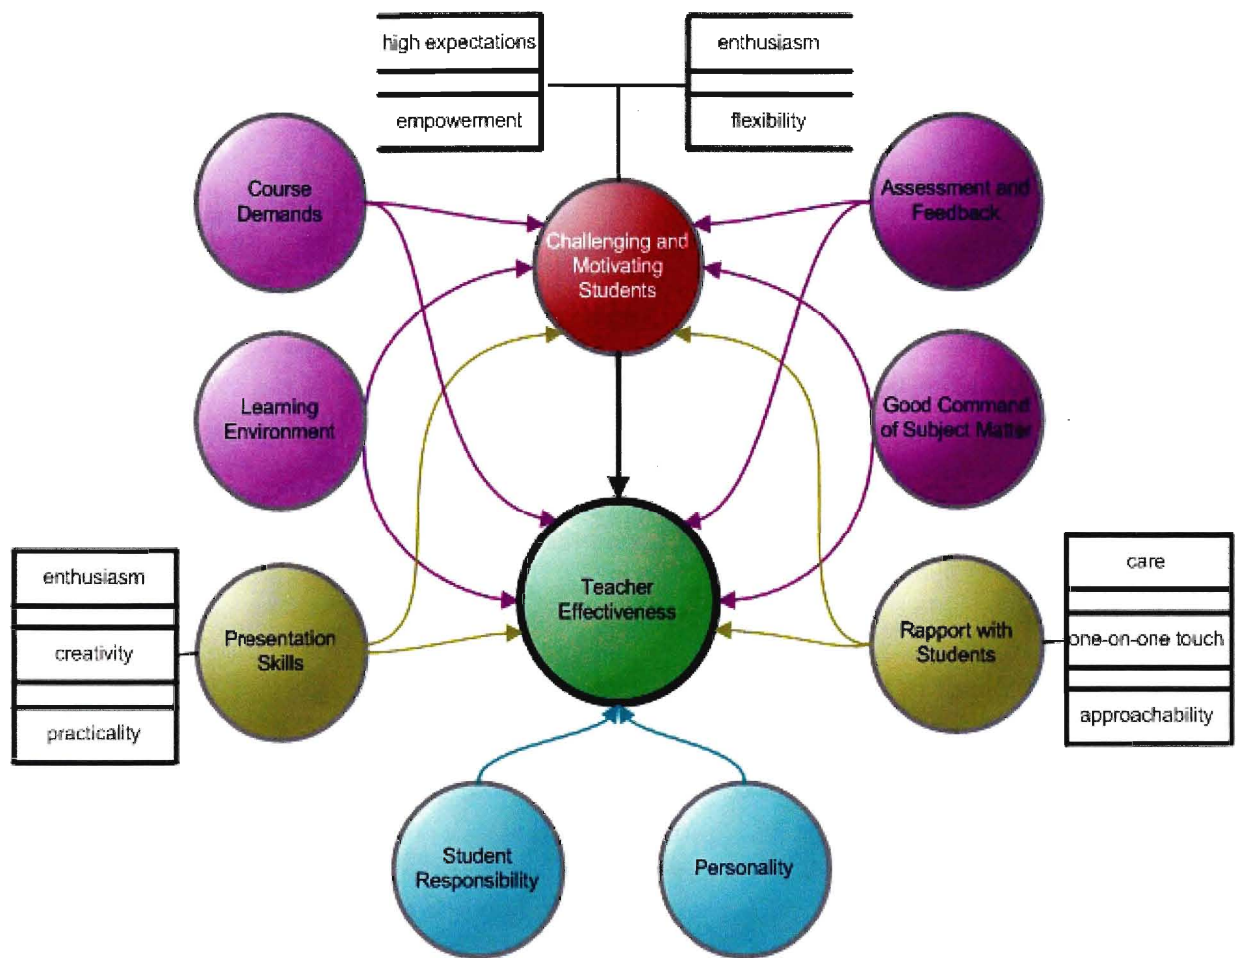 high expectations
enthusiasm
empowerment
flexibility
Course
Demands
Assessment and
Feedback
Challenging and
Motivating
Students
Learning
Environment
Good Command
of Subject Matter
enthusiasm
creativity
practicality
Presentation
Skills
Teacher
Effectiveness
Rapport with
Students
care
one-on-one touch
approachability
Student
Responsibility
Personality